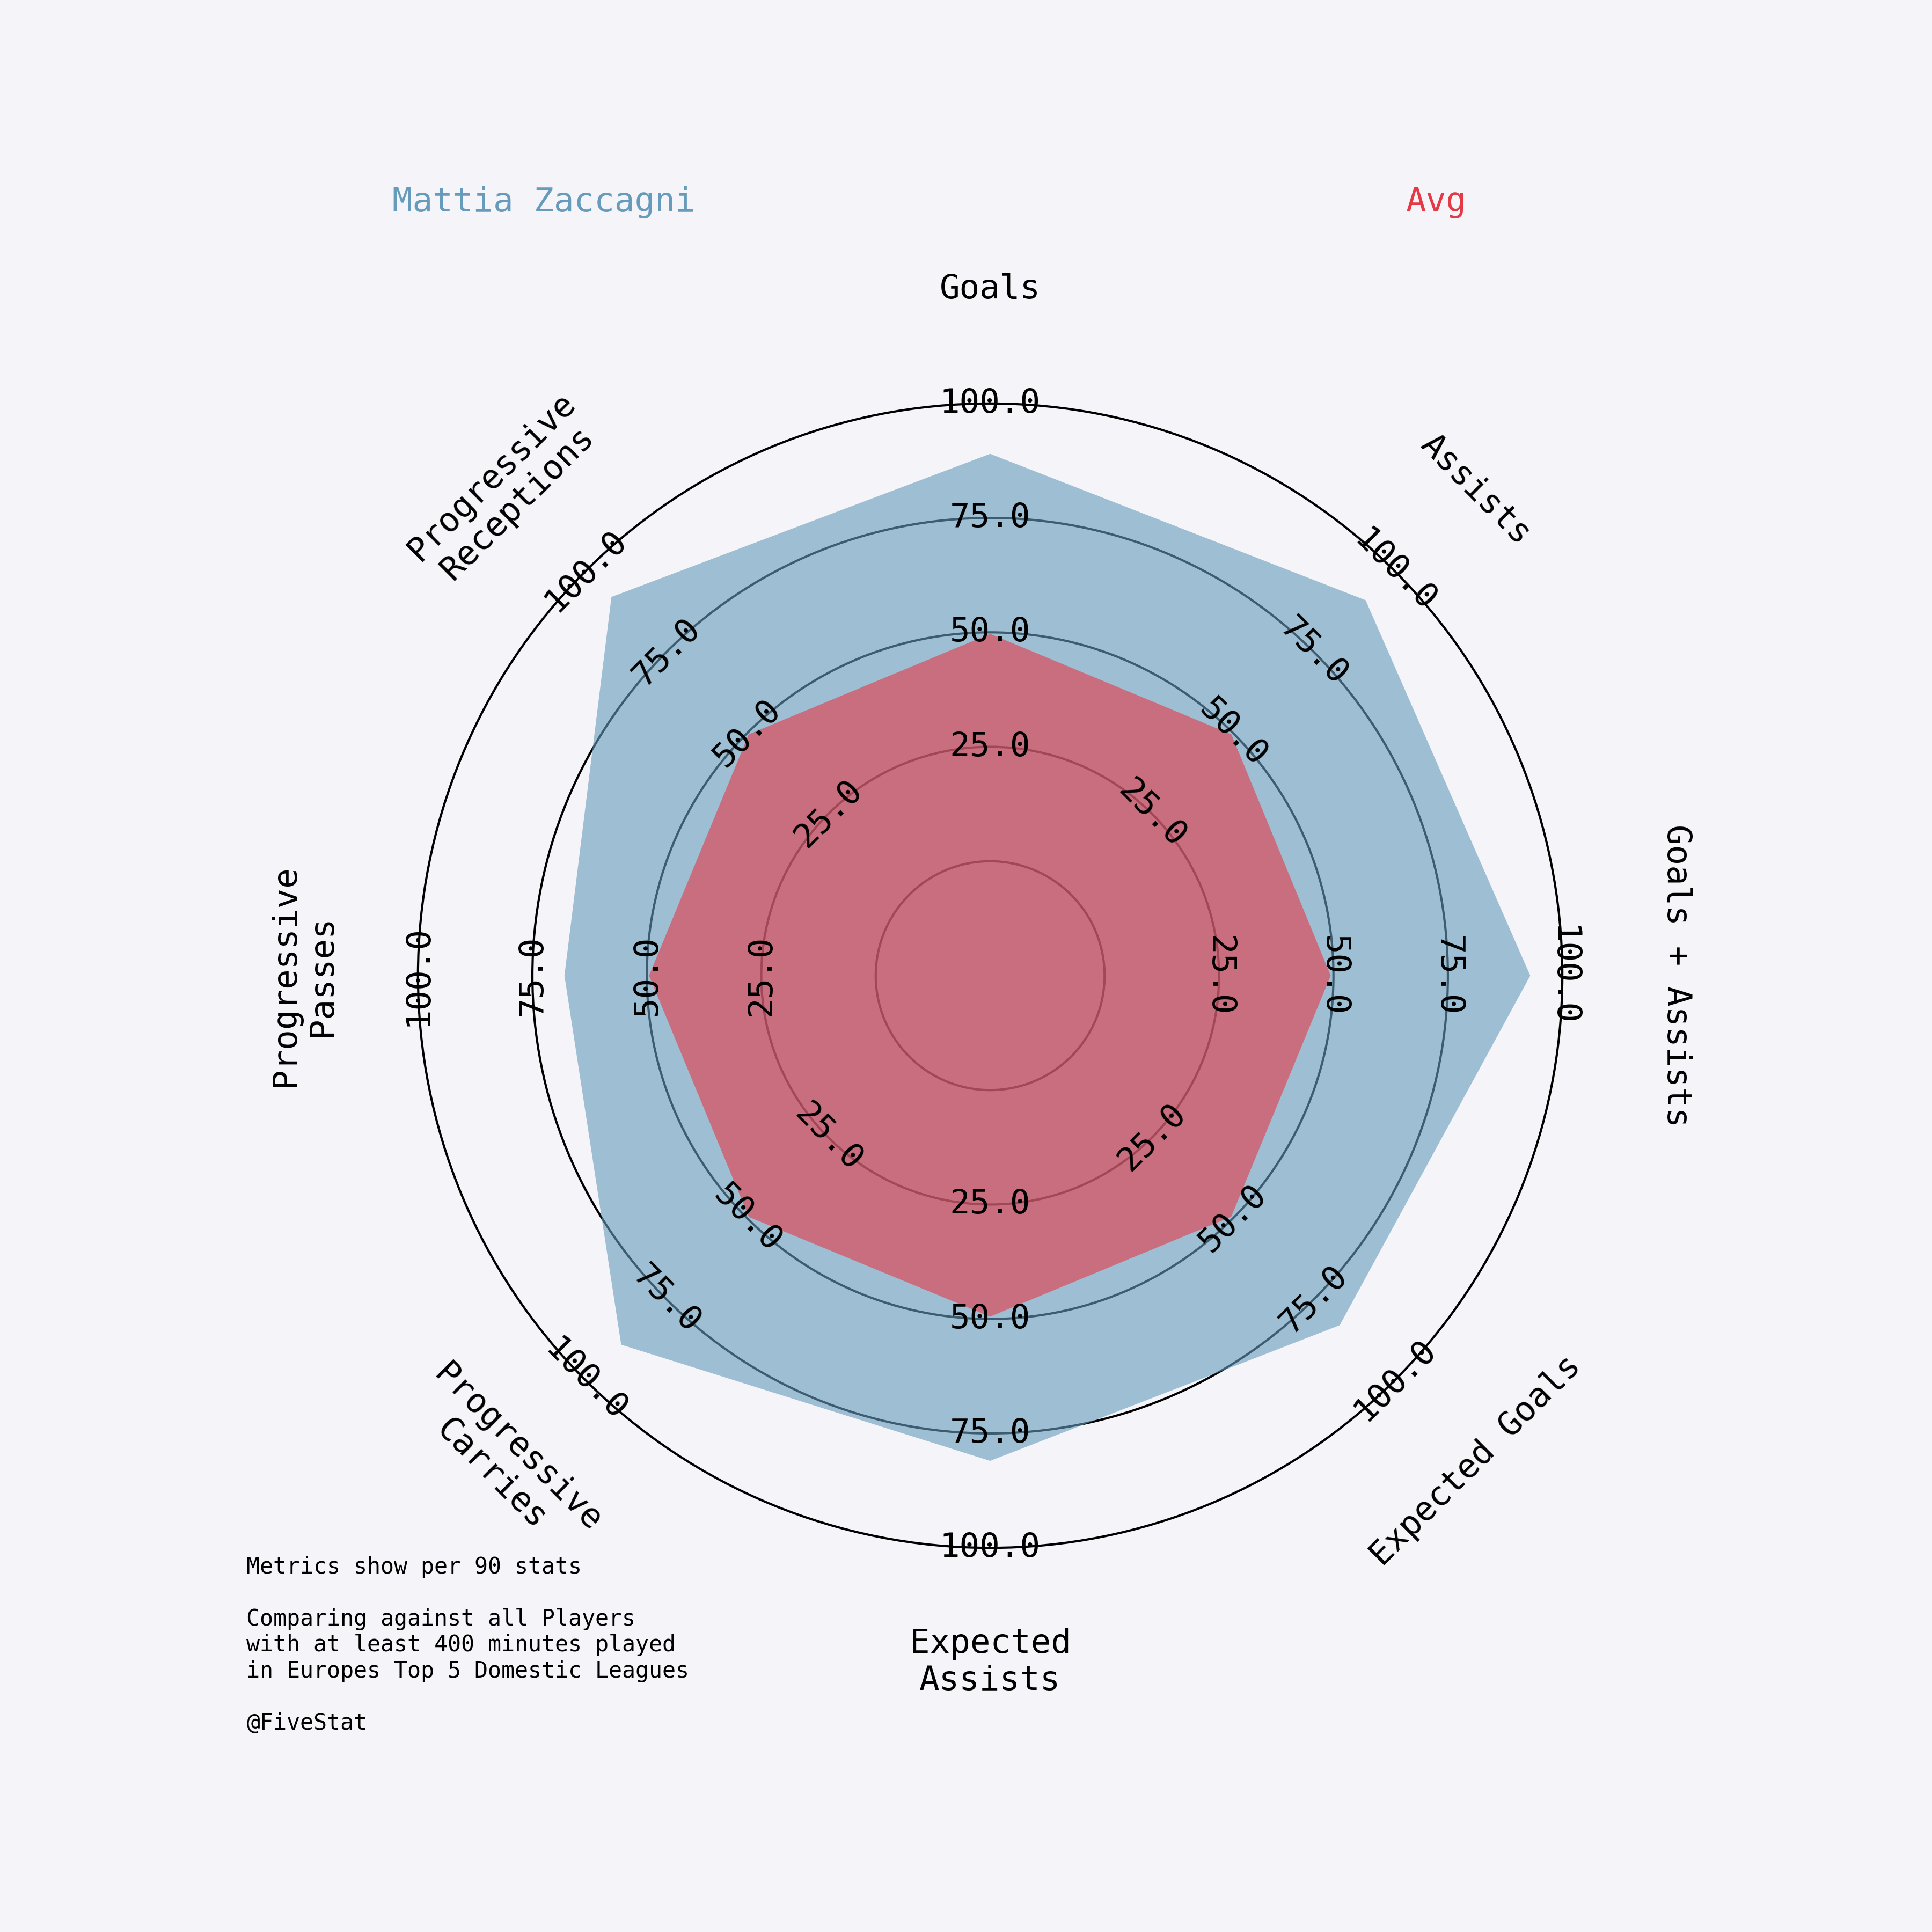 Mattia Zaccagni
Avg
Goals
Assists
Goals + Assists
Expected Goals
Expected
Assists
Progressive
Carries
Progressive
Passes
Progressive
Receptions
25.0
50.0
75.0
100.0
25.0
50.0
75.0
100.0
25.0
50.0
75.0
100.0
25.0
50.0
75.0
100.0
25.0
50.0
75.0
100.0
25.0
50.0
75.0
100.0
25.0
50.0
75.0
100.0
25.0
50.0
75.0
100.0
Metrics show per 90 stats
Comparing against all Players
with at least 400 minutes played
in Europes Top 5 Domestic Leagues
@FiveStat